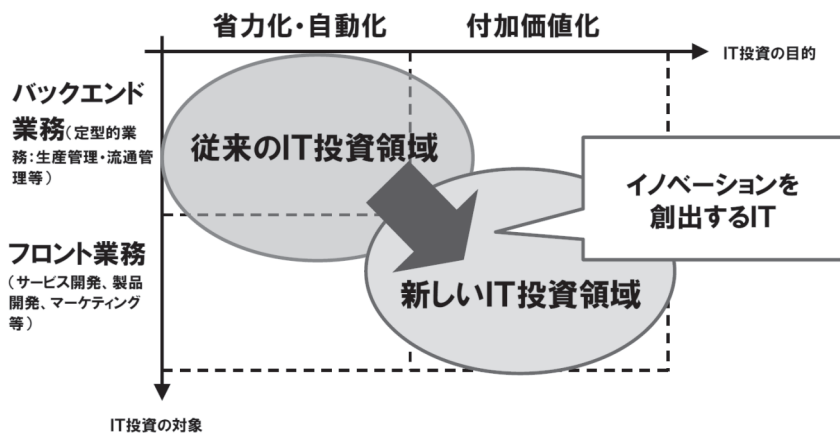 省力化・自動化
付加価値化
IT投資の目的
バックエンド
業務(定型的業
務：生産管理・流通管
理等)
従来のIT投資領域
イノベーションを
創出するIT
フロント業務
(サービス開発、製品
開発、マーケティング
等)
新しいIT投資領域
IT投資の対象